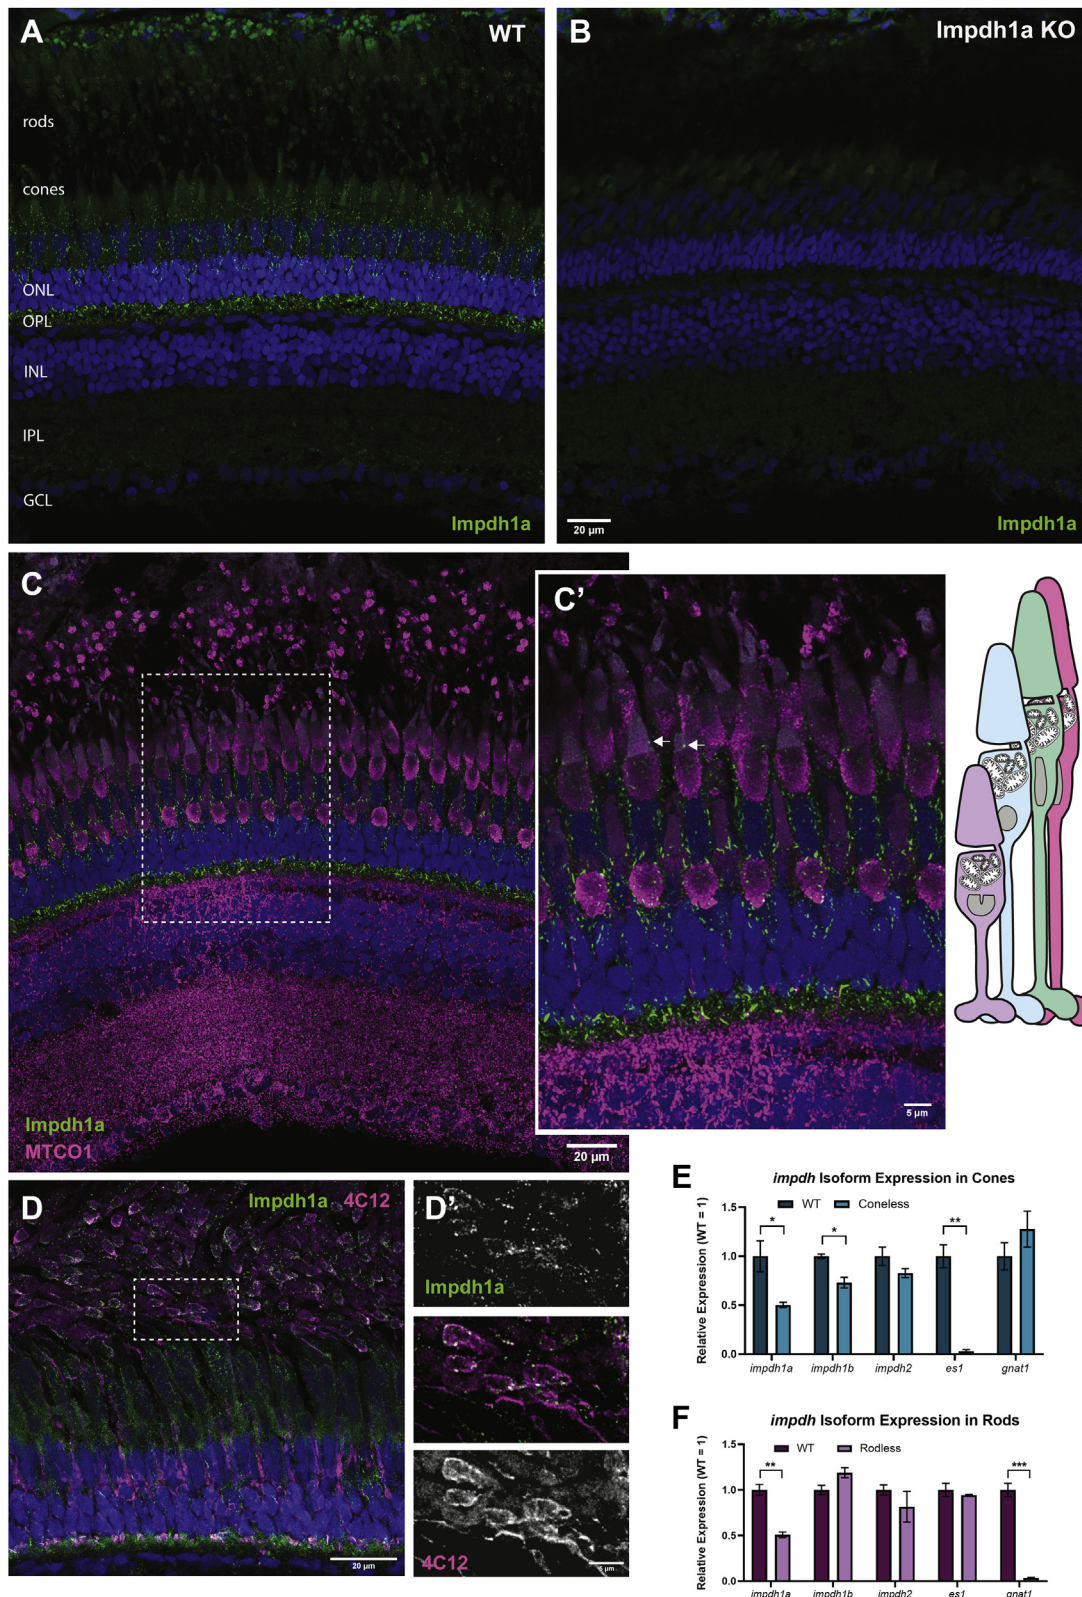 A
WT
rods
cones
ONL
OPL
INL
IPL
GCL
Impdh1a
B
Impdh1a KO
20 µm
Impdh1a
C
Impdh1a
MTCO1
20 µm
C'
5 µm
D
Impdh1a 4C12
20 µm
D'
Impdh1a
4C12
5 µm
E
impdh Isoform Expression in Cones
WT
Coneless
Relative Expression (WT = 1)
1.5
1.0
0.5
0.0
*
*
**
impdh1a
impdh1b
impdh2
es1
gnat1
F
impdh Isoform Expression in Rods
WT
Rodless
Relative Expression (WT = 1)
1.5
1.0
0.5
0.0
**
***
impdh1a
impdh1b
impdh2
es1
gnat1